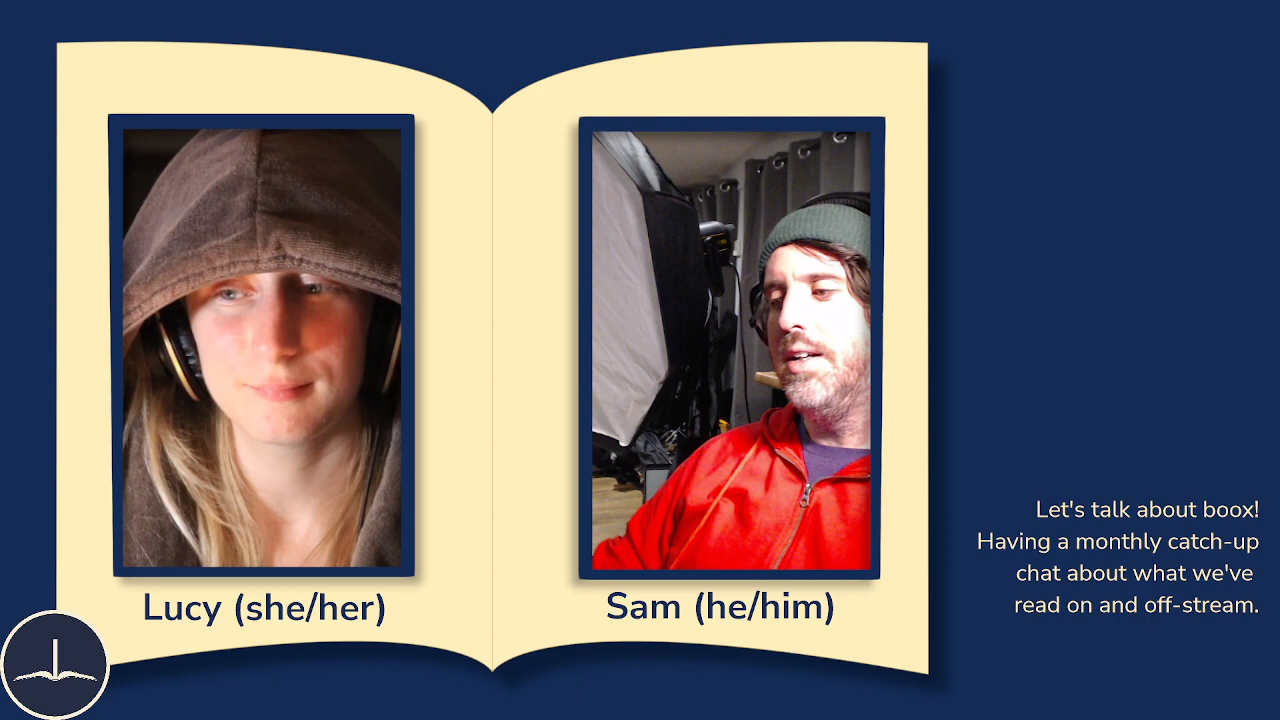 Lucy (she/her)
Sam (he/him)
Let's talk about boox!
Having a monthly catch-up
chat about what we've
read on and off-stream.